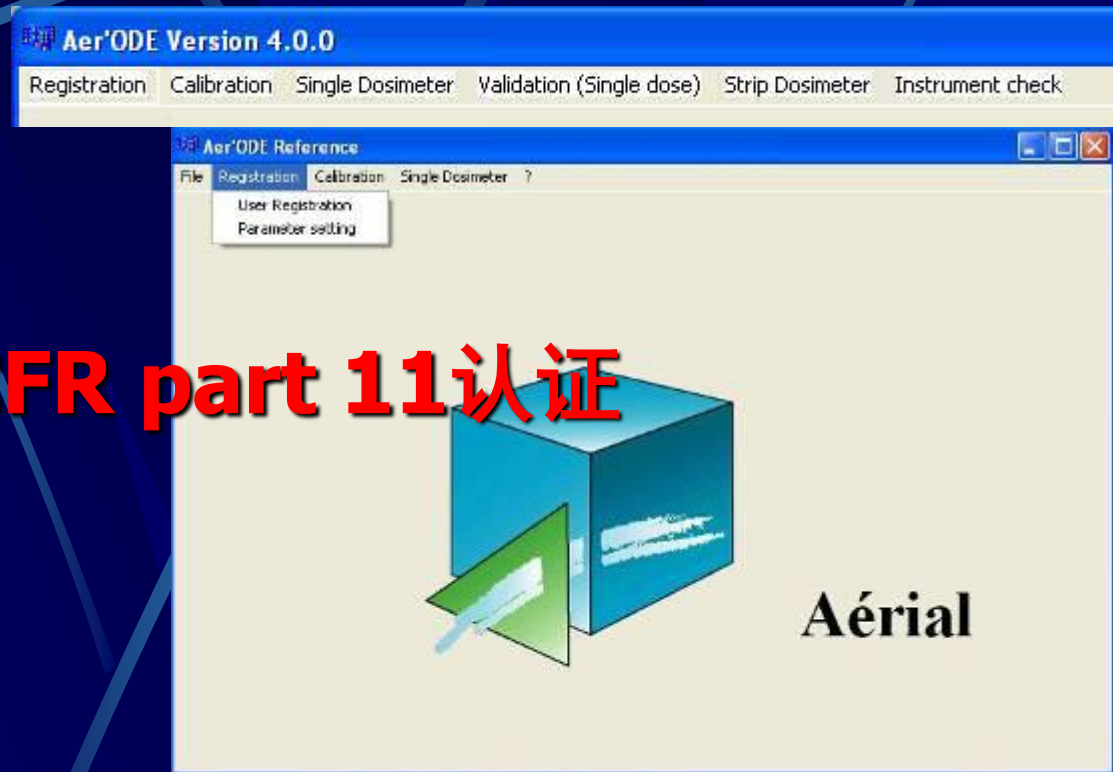 Aer'ODE Version 4.0.0
Registration Calibration Single Dosimeter Validation (Single dose) Strip Dosimeter Instrument check
Aer'ODE Reference
File Registration Calibration Single Dosimeter ?
User Registration
Parameter setting
FR part 11认证
Aérial